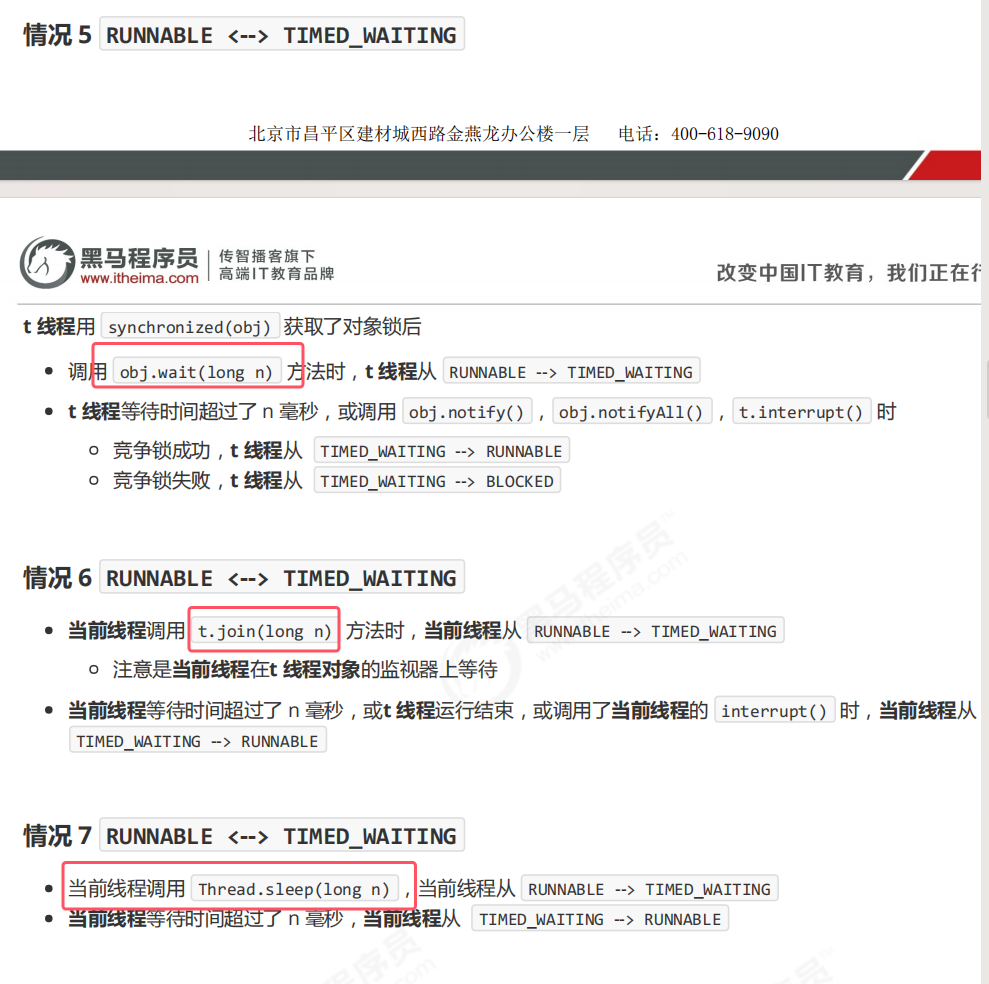 情况 5 RUNNABLE <--> TIMED_WAITING
北京市昌平区建材城西路金燕龙办公楼一层 电话：400-618-9090
黑马程序员
www.itheima.com
传智播客旗下
高端IT教育品牌
改变中国IT教育，我们正在行
t 线程用 synchronized(obj) 获取了对象锁后
调用 obj.wait(long n) 方法时，t 线程从 RUNNABLE --> TIMED_WAITING
t 线程等待时间超过了 n 毫秒，或调用 obj.notify() ， obj.notifyAll() ， t.interrupt() 时
竞争锁成功，t 线程从 TIMED_WAITING --> RUNNABLE
竞争锁失败，t 线程从 TIMED_WAITING --> BLOCKED
情况 6 RUNNABLE <--> TIMED_WAITING
当前线程调用 t.join(long n) 方法时，当前线程从 RUNNABLE --> TIMED_WAITING
注意是当前线程在t 线程对象的监视器上等待
当前线程等待时间超过了 n 毫秒，或t 线程运行结束，或调用了当前线程的 interrupt() 时，当前线程从
TIMED_WAITING --> RUNNABLE
情况 7 RUNNABLE <--> TIMED_WAITING
当前线程调用 Thread.sleep(long n) ，当前线程从 RUNNABLE --> TIMED_WAITING
当前线程等待时间超过了 n 毫秒，当前线程从 TIMED_WAITING --> RUNNABLE